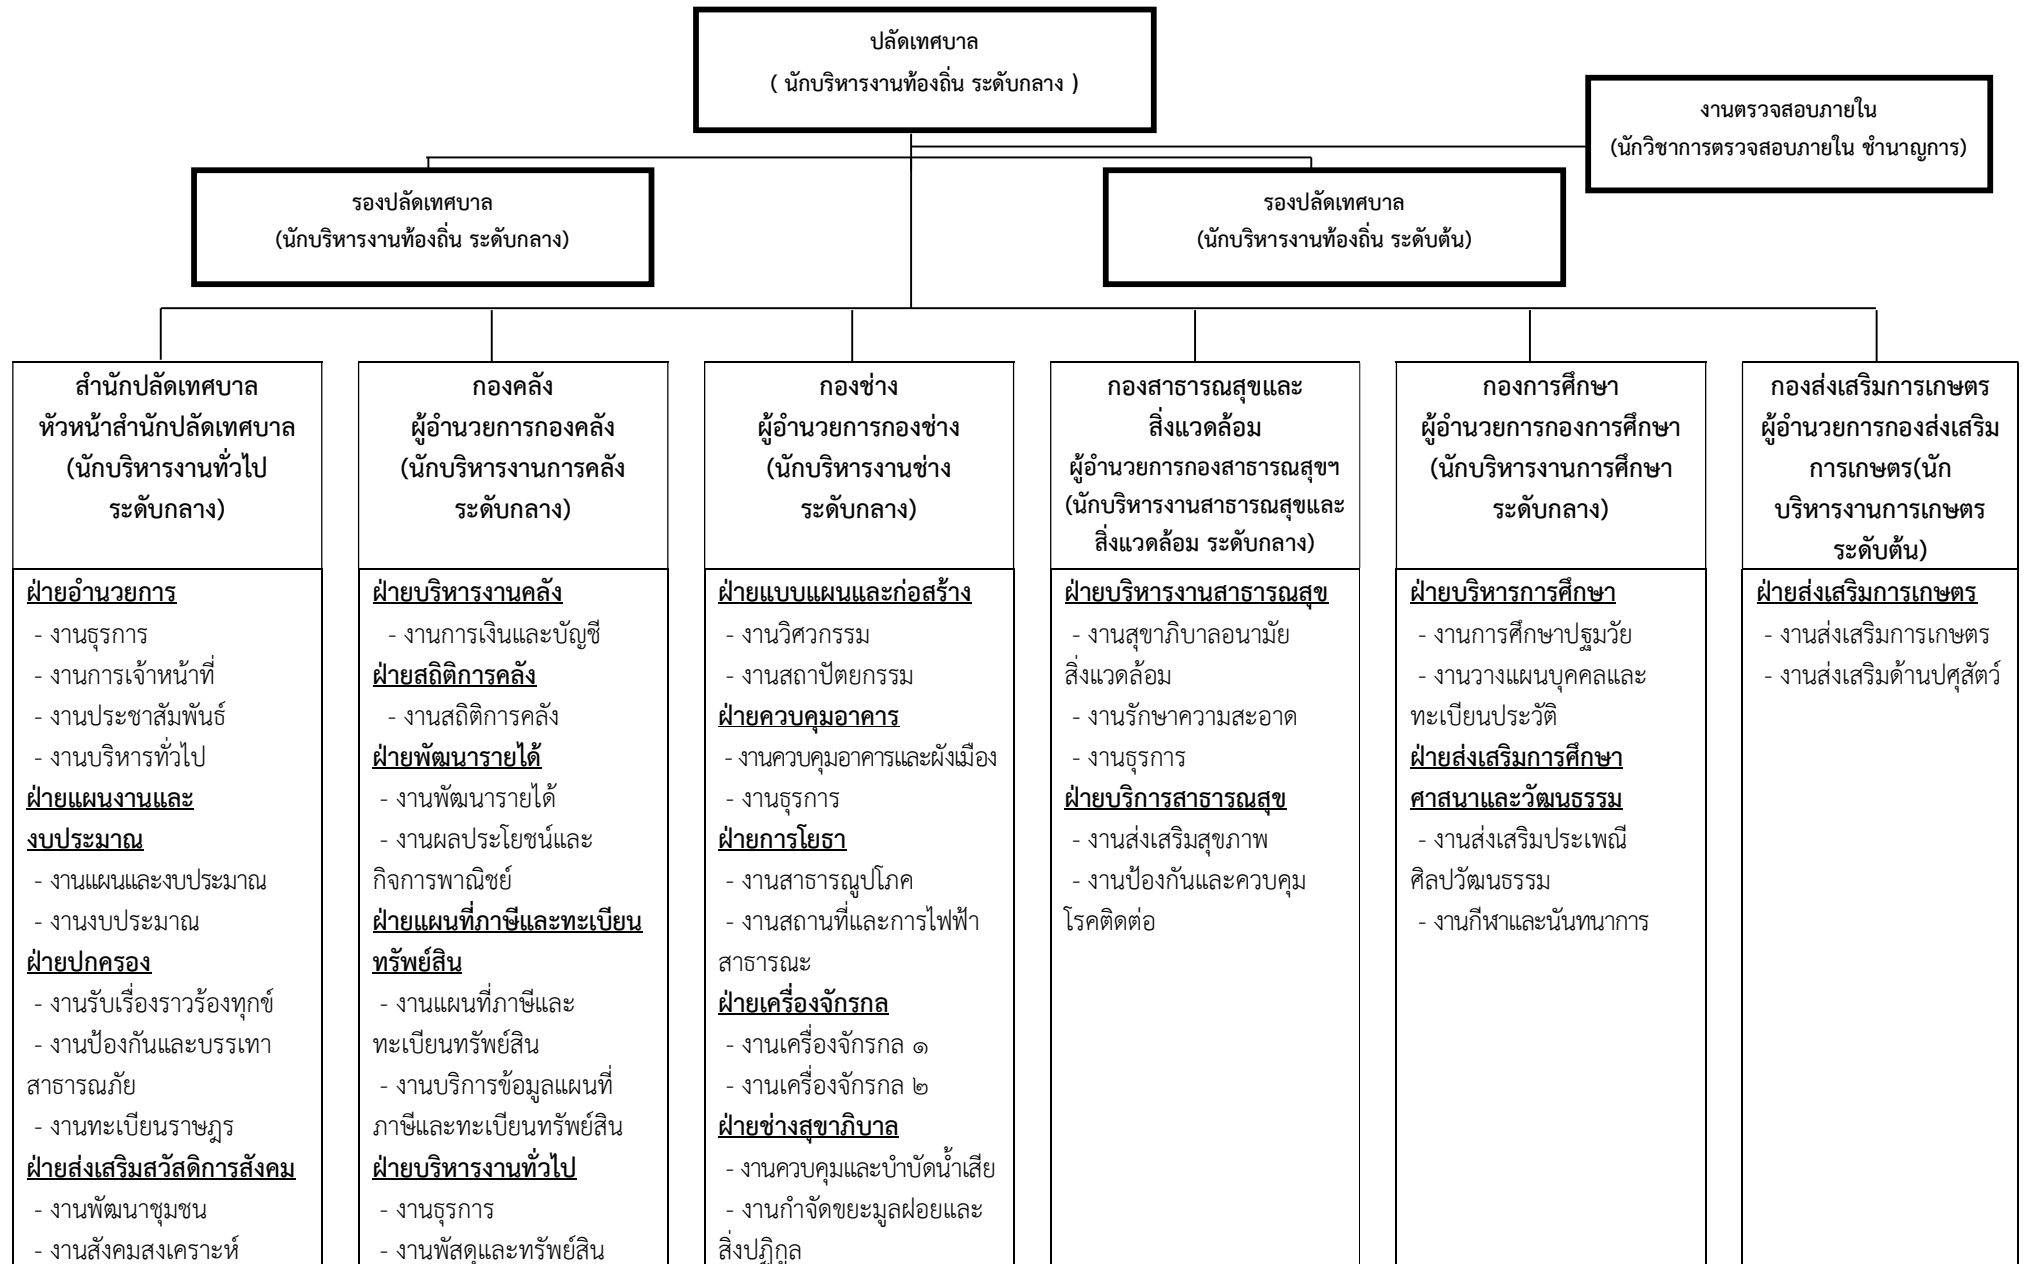 ปลัดเทศบาล
( นักบริหารงานท้องถิ่น ระดับกลาง )
งานตรวจสอบภายใน
(นักวิชาการตรวจสอบภายใน ชำนาญการ)
รองปลัดเทศบาล
(นักบริหารงานท้องถิ่น ระดับกลาง)
รองปลัดเทศบาล
(นักบริหารงานท้องถิ่น ระดับต้น)
สำนักปลัดเทศบาล
หัวหน้าสำนักปลัดเทศบาล
(นักบริหารงานทั่วไป
ระดับกลาง)
ฝ่ายอำนวยการ
- งานธุรการ
- งานการเจ้าหน้าที่
- งานประชาสัมพันธ์
- งานบริหารทั่วไป
ฝ่ายแผนงานและ
งบประมาณ
- งานแผนและงบประมาณ
- งานงบประมาณ
ฝ่ายปกครอง
- งานรับเรื่องราวร้องทุกข์
- งานป้องกันและบรรเทา
สาธารณภัย
- งานทะเบียนราษฎร
ฝ่ายส่งเสริมสวัสดิการสังคม
- งานพัฒนาชุมชน
- งานสังคมสงเคราะห์
กองคลัง
ผู้อำนวยการกองคลัง
(นักบริหารงานการคลัง
ระดับกลาง)
ฝ่ายบริหารงานคลัง
- งานการเงินและบัญชี
ฝ่ายสถิติการคลัง
- งานสถิติการคลัง
ฝ่ายพัฒนารายได้
- งานพัฒนารายได้
- งานผลประโยชน์และ
กิจการพาณิชย์
ฝ่ายแผนที่ภาษีและทะเบียน
ทรัพย์สิน
- งานแผนที่ภาษีและ
ทะเบียนทรัพย์สิน
- งานบริการข้อมูลแผนที่
ภาษีและทะเบียนทรัพย์สิน
ฝ่ายบริหารงานทั่วไป
- งานธุรการ
- งานพัสดุและทรัพย์สิน
กองช่าง
ผู้อำนวยการกองช่าง
(นักบริหารงานช่าง
ระดับกลาง)
ฝ่ายแบบแผนและก่อสร้าง
- งานวิศวกรรม
- งานสถาปัตยกรรม
ฝ่ายควบคุมอาคาร
- งานควบคุมอาคารและผังเมือง
- งานธุรการ
ฝ่ายการโยธา
- งานสาธารณูปโภค
- งานสถานที่และการไฟฟ้า
สาธารณะ
ฝ่ายเครื่องจักรกล
- งานเครื่องจักรกล ๑
- งานเครื่องจักรกล ๒
ฝ่ายช่างสุขาภิบาล
- งานควบคุมและบำบัดน้ำเสีย
- งานกำจัดขยะมูลฝอยและ
สิ่งปฏิกูล
กองสาธารณสุขและ
สิ่งแวดล้อม
ผู้อำนวยการกองสาธารณสุขฯ
(นักบริหารงานสาธารณสุขและ
สิ่งแวดล้อม ระดับกลาง)
ฝ่ายบริหารงานสาธารณสุข
- งานสุขาภิบาลอนามัย
สิ่งแวดล้อม
- งานรักษาความสะอาด
- งานธุรการ
ฝ่ายบริการสาธารณสุข
- งานส่งเสริมสุขภาพ
- งานป้องกันและควบคุม
โรคติดต่อ
กองการศึกษา
ผู้อำนวยการกองการศึกษา
(นักบริหารงานการศึกษา
ระดับกลาง)
ฝ่ายบริหารการศึกษา
- งานการศึกษาปฐมวัย
- งานวางแผนบุคคลและ
ทะเบียนประวัติ
ฝ่ายส่งเสริมการศึกษา
ศาสนาและวัฒนธรรม
- งานส่งเสริมประเพณี
ศิลปวัฒนธรรม
- งานกีฬาและนันทนาการ
กองส่งเสริมการเกษตร
ผู้อำนวยการกองส่งเสริม
การเกษตร(นัก
บริหารงานการเกษตร
ระดับต้น)
ฝ่ายส่งเสริมการเกษตร
- งานส่งเสริมการเกษตร
- งานส่งเสริมด้านปศุสัตว์